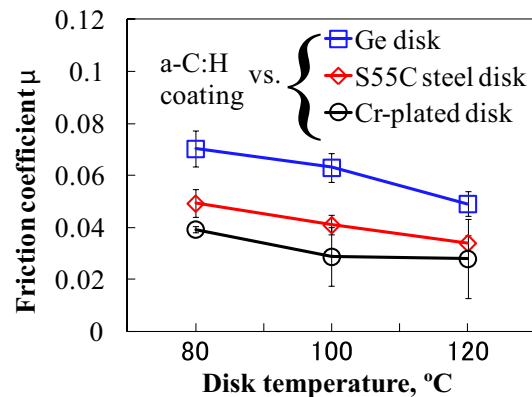 0.12
0.1
0.08
0.06
0.04
0.02
0
Friction coefficient μ
a-C:H
coating
vs.
{
Ge disk
S55C steel disk
Cr-plated disk
80
100
120
Disk temperature, ºC